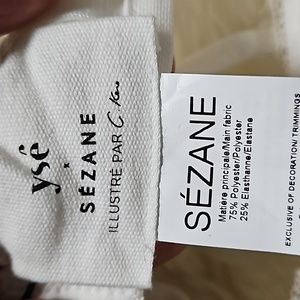 ysé
x
SÉZANE
ILLUSTRÉ PAR
SÉZANE
Matière principale/Main fabric
75% Polyester/Polyester
25% Elasthanne/Elastane
EXCLUSIVE OF DECORATION/TRIMMINGS